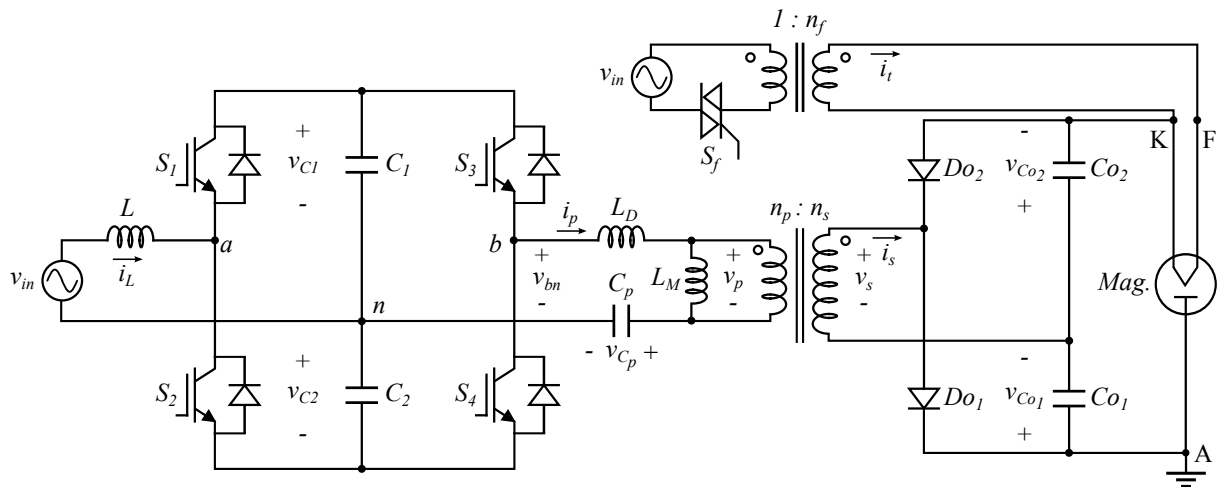 1 : n_f
v_in
i_t
S_f
K
F
+
S_1
v_C1
-
C_1
S_3
Do_2
-
v_Co2
+
Co_2
L
i_L
a
v_in
n
b
i_p
L_D
+
v_bn
-
C_p
- v_Cp +
L_M
+
v_p
-
n_p : n_s
i_s
+
v_s
-
Mag.
+
S_2
v_C2
-
C_2
S_4
Do_1
-
v_Co1
+
Co_1
A